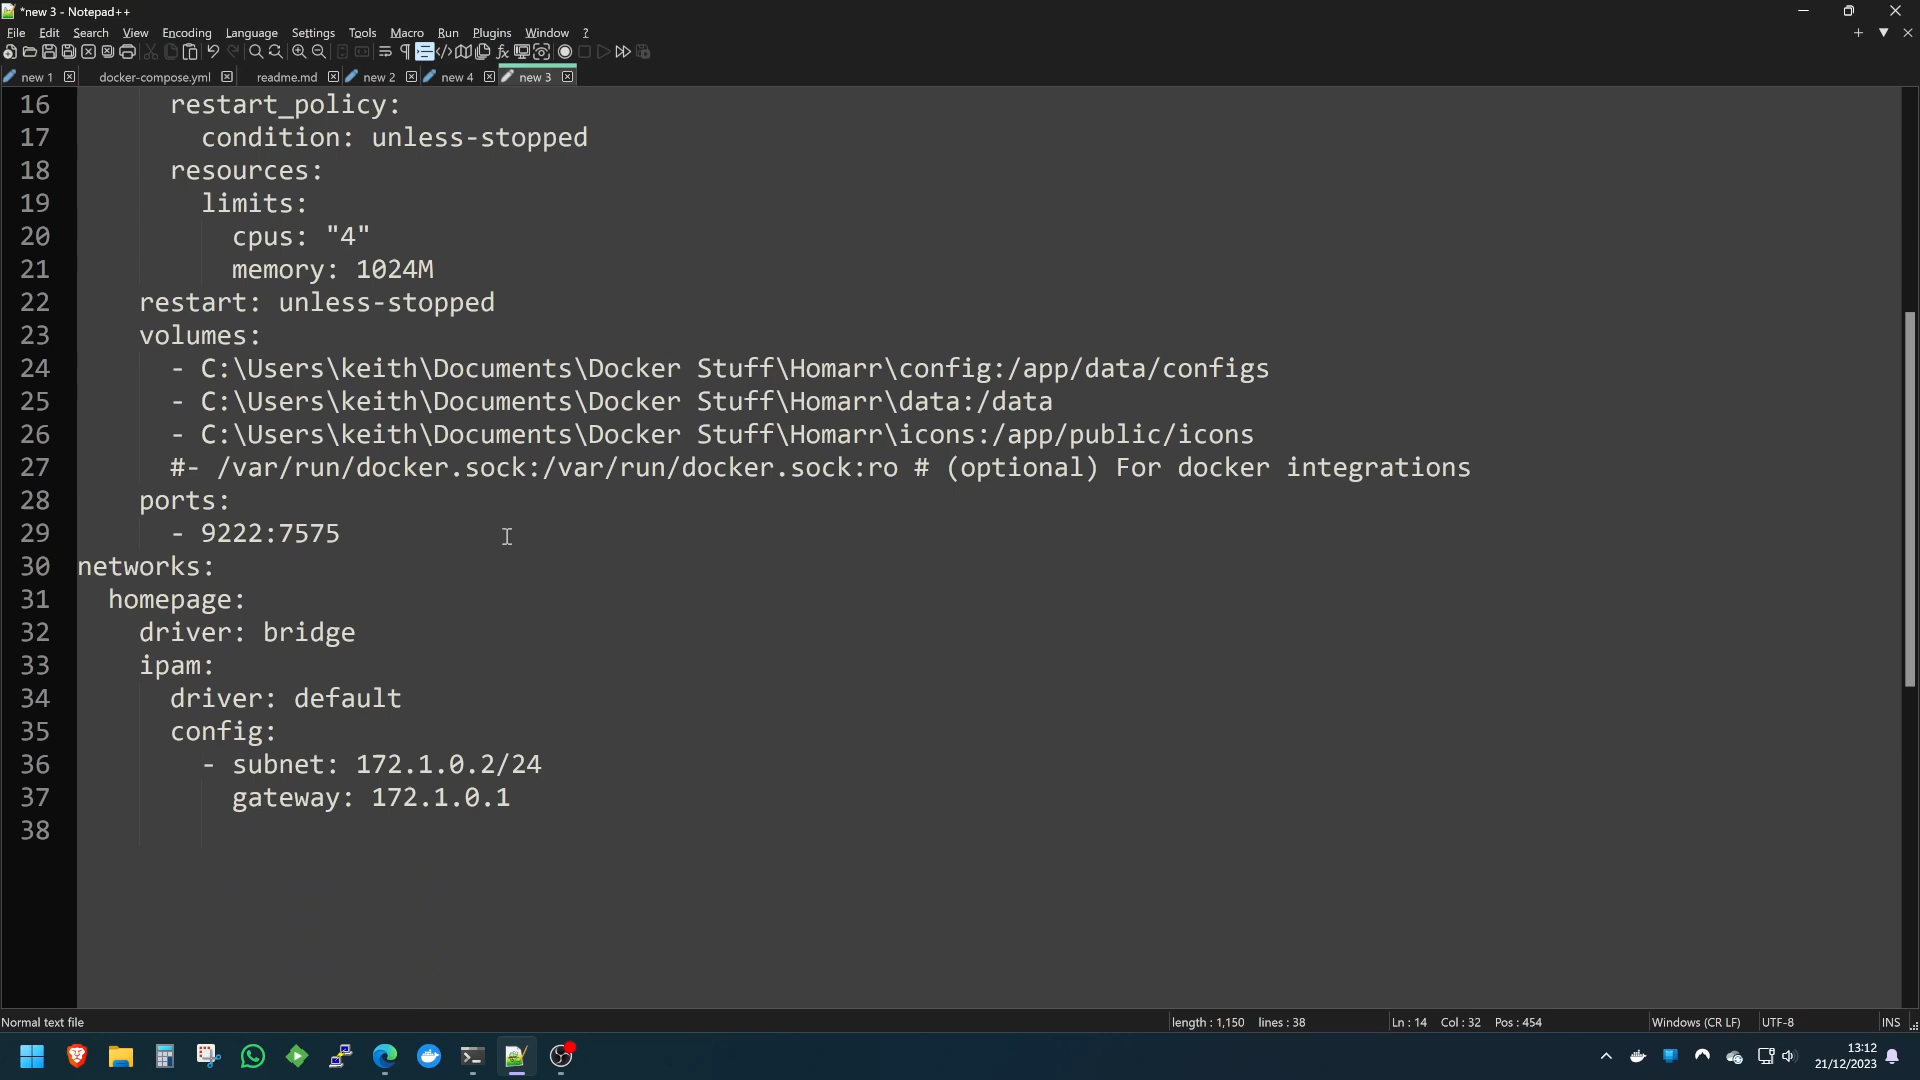 *new 3 - Notepad++
File Edit Search View Encoding Language Settings Tools Macro Run Plugins Window ?
new 1 docker-compose.yml readme.md new 2 new 4 new 3
16 restart_policy:
17 condition: unless-stopped
18 resources:
19 limits:
20 cpus: "4"
21 memory: 1024M
22 restart: unless-stopped
23 volumes:
24 - C:\Users\keith\Documents\Docker Stuff\Homarr\config:/app/data/configs
25 - C:\Users\keith\Documents\Docker Stuff\Homarr\data:/data
26 - C:\Users\keith\Documents\Docker Stuff\Homarr\icons:/app/public/icons
27 #- /var/run/docker.sock:/var/run/docker.sock:ro # (optional) For docker integrations
28 ports:
29 - 9222:7575
30 networks:
31 homepage:
32 driver: bridge
33 ipam:
34 driver: default
35 config:
36 - subnet: 172.1.0.2/24
37 gateway: 172.1.0.1
38
Normal text file length : 1,150 lines : 38 Ln : 14 Col : 32 Pos : 454 Windows (CR LF) UTF-8 INS
13:12
21/12/2023